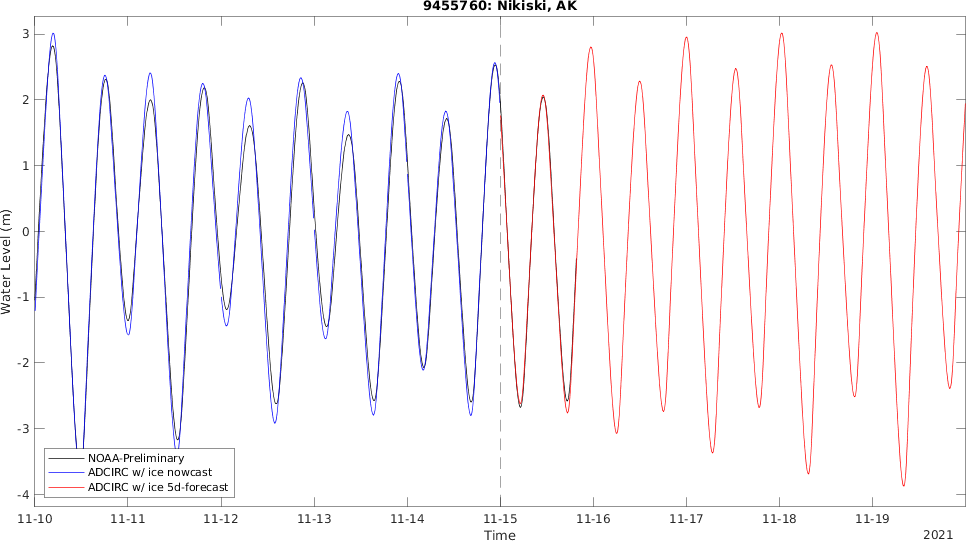 9455760: Nikiski, AK
3
2
1
0
-1
-2
-3
-4
Water Level (m)
NOAA-Preliminary
ADCIRC w/ ice nowcast
ADCIRC w/ ice 5d-forecast
11-10 11-11 11-12 11-13 11-14 11-15 11-16 11-17 11-18 11-19
Time
2021